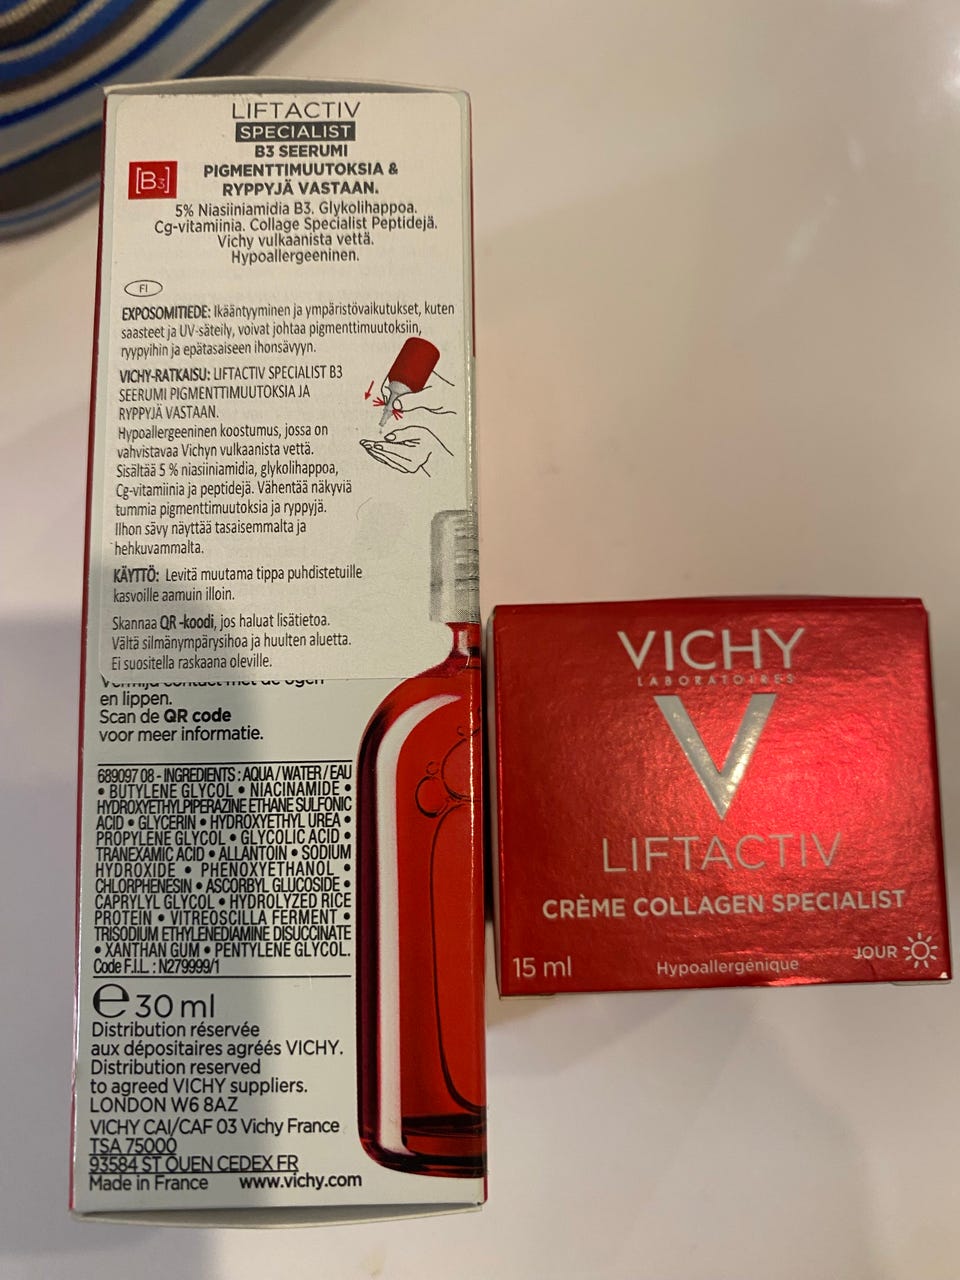 LIFTACTIV
SPECIALIST
B3 SEERUMI
PIGMENTTIMUUTOKSIA &
RYPPYJÄ VASTAAN.
[B3]
5% Niasiiniamidia B3. Glykolihappoa.
Cg-vitamiinia. Collage Specialist Peptidejä.
Vichy vulkaanista vettä.
Hypoallergeeninen.
FI
EXPOSOMITIEDE: Ikääntyyminen ja ympäristövaikutukset, kuten
saasteet ja UV-säteily, voivat johtaa pigmenttimuutoksiin,
ryypyihin ja epätasaiseen ihonsävyyn.
VICHY-RATKAISU: LIFTACTIV SPECIALIST B3
SEERUMI PIGMENTTIMUUTOKSIA JA
RYPPYJÄ VASTAAN.
Hypoallergeeninen koostumus, jossa on
vahvistavaa Vichyn vulkaanista vettä.
Sisältää 5 % niasiiniamidia, glykolihappoa,
Cg-vitamiinia ja peptidejä. Vähentää näkyviä
tummia pigmenttimuutoksia ja ryppyjä.
Ilhon sävy näyttää tasaisemmalta ja
hehkuvammalta.
KÄYTTÖ: Levitä muutama tippa puhdistetuille
kasvoille aamuin illoin.
Skannaa QR -koodi, jos haluat lisätietoa.
Vältä silmänympärysihoa ja huulten aluetta.
Ei suositella raskaana oleville.
Vermijd contact met de ogen
en lippen.
Scan de QR code
voor meer informatie.
689097 08 - INGREDIENTS : AQUA / WATER / EAU
• BUTYLENE GLYCOL • NIACINAMIDE •
HYDROXYETHYLPIPERAZINE ETHANE SULFONIC
ACID • GLYCERIN • HYDROXYETHYL UREA •
PROPYLENE GLYCOL • GLYCOLIC ACID •
TRANEXAMIC ACID • ALLANTOIN • SODIUM
HYDROXIDE • PHENOXYETHANOL •
CHLORPHENESIN • ASCORBYL GLUCOSIDE •
CAPRYLYL GLYCOL • HYDROLYZED RICE
PROTEIN • VITREOSCILLA FERMENT •
TRISODIUM ETHYLENEDIAMINE DISUCCINATE
• XANTHAN GUM • PENTYLENE GLYCOL.
Code F.I.L. : N279999/1
℮ 30 ml
Distribution réservée
aux dépositaires agréés VICHY.
Distribution reserved
to agreed VICHY suppliers.
LONDON W6 8AZ
VICHY CAI/CAF 03 Vichy France
TSA 75000
93584 ST OUEN CEDEX FR
Made in France www.vichy.com
VICHY
LABORATOIRES
V
LIFTACTIV
CRÈME COLLAGEN SPECIALIST
15 ml
Hypoallergénique
JOUR